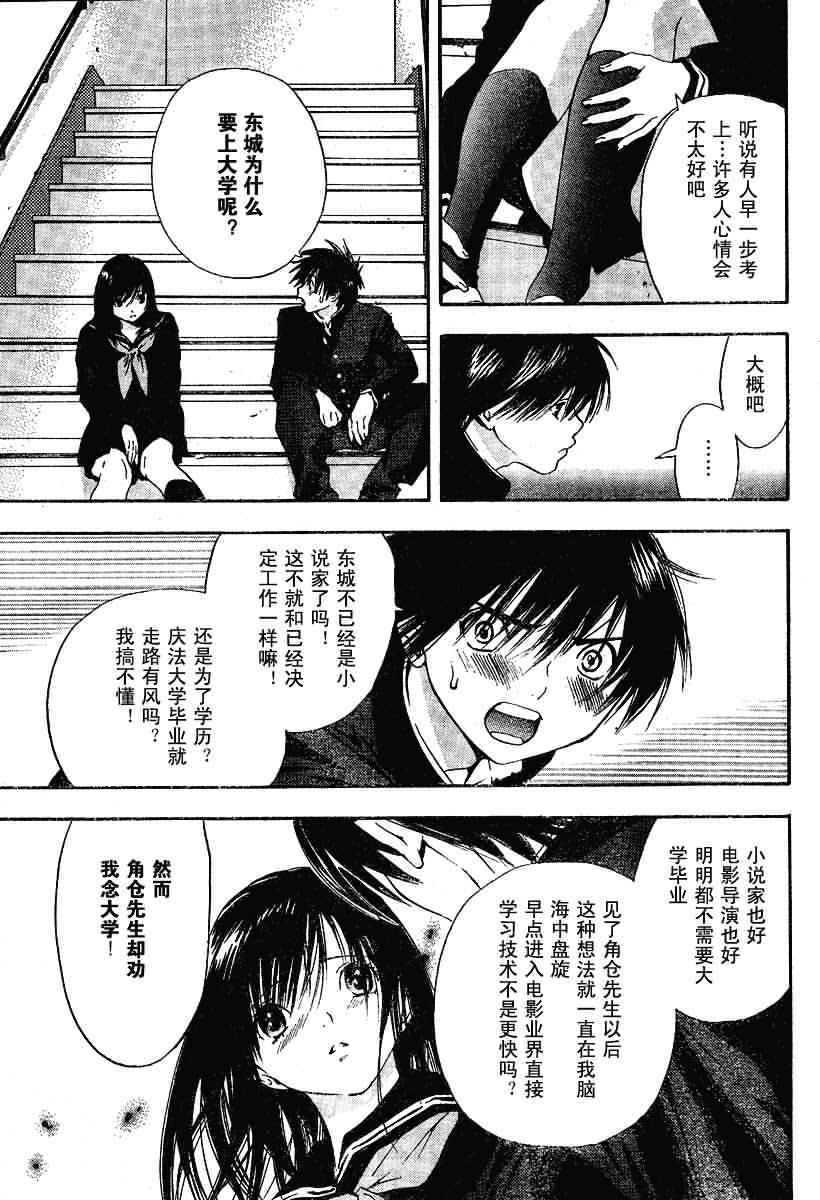 听说有人早一步考
上…许多人心情会
不太好吧
大概吧
……
东城为什么
要上大学呢？
东城不已经是小
说家了吗！
这不就和已经决
定工作一样嘛！
还是为了学历？
庆法大学毕业就
走路有风吗？
我搞不懂！
小说家也好
电影导演也好
明明都不需要大
学毕业
见了角仓先生以后
这种想法就一直在我脑
海中盘旋
早点进入电影业界直接
学习技术不是更快吗？
然而
角仓先生却劝
我念大学！